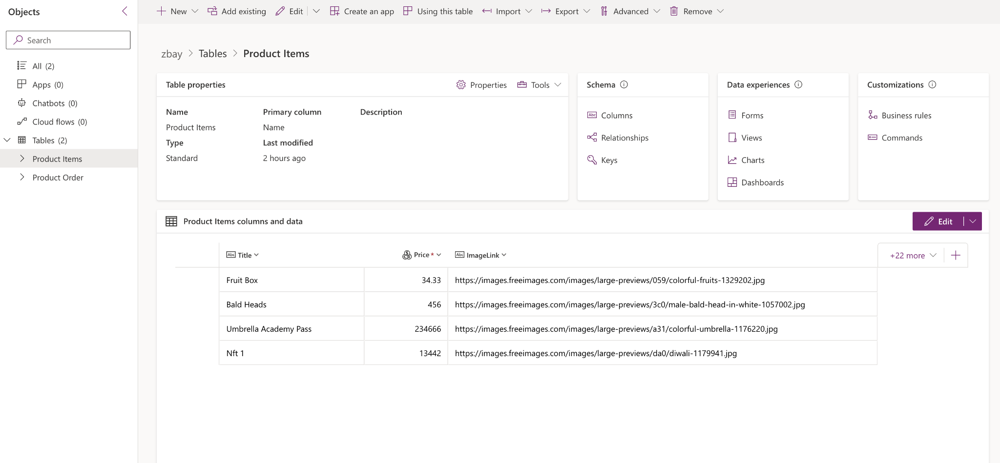 Objects
New
Add existing
Edit
Create an app
Using this table
Import
Export
Advanced
Remove
Search
All (2)
Apps (0)
Chatbots (0)
Cloud flows (0)
Tables (2)
Product Items
Product Order
zbay > Tables > Product Items
Table properties
Properties
Tools
Name
Primary column
Description
Product Items
Name
Type
Last modified
Standard
2 hours ago
Schema
Columns
Relationships
Keys
Data experiences
Forms
Views
Charts
Dashboards
Customizations
Business rules
Commands
Product Items columns and data
Edit
Abc Title
Price *
Abc ImageLink
+22 more
Fruit Box 34.33 https://images.freeimages.com/images/large-previews/059/colorful-fruits-1329202.jpg
Bald Heads 456 https://images.freeimages.com/images/large-previews/3c0/male-bald-head-in-white-1057002.jpg
Umbrella Academy Pass 234666 https://images.freeimages.com/images/large-previews/a31/colorful-umbrella-1176220.jpg
Nft 1 13442 https://images.freeimages.com/images/large-previews/da0/diwali-1179941.jpg